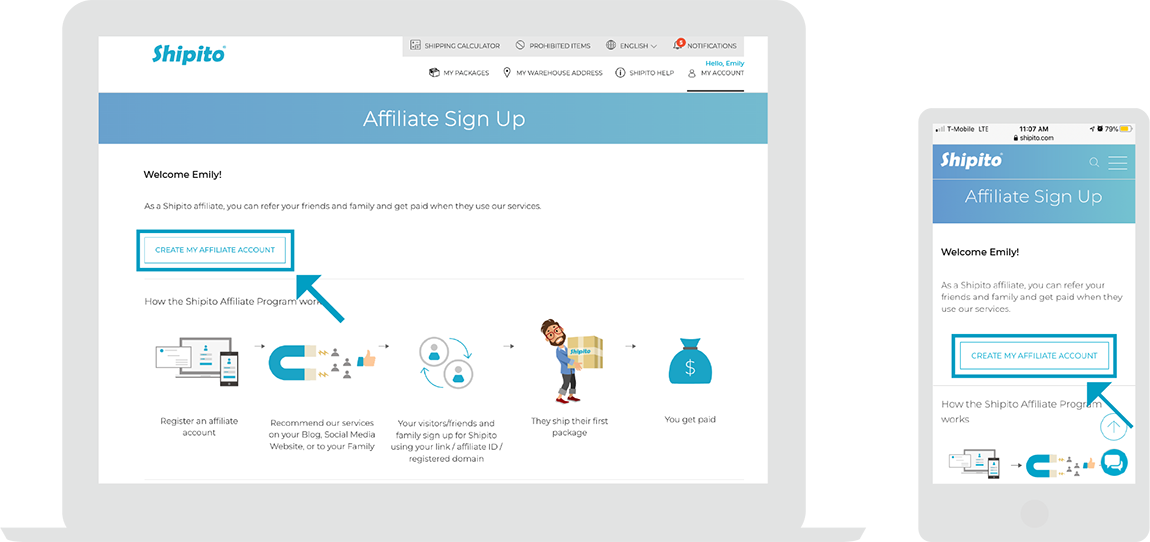 Shipito
SHIPPING CALCULATOR
PROHIBITED ITEMS
ENGLISH
NOTIFICATIONS
Hello, Emily
MY PACKAGES
MY WAREHOUSE ADDRESS
SHIPITO HELP
MY ACCOUNT
Affiliate Sign Up
Welcome Emily!
As a Shipito affiliate, you can refer your friends and family and get paid when they use our services.
CREATE MY AFFILIATE ACCOUNT
How the Shipito Affiliate Program work
Shipito
$
Register an affiliate
account
Recommend our services
on your Blog, Social Media
Website, or to your Family
Your visitors/friends and
family sign up for Shipito
using your link / affiliate ID /
registered domain
They ship their first
package
You get paid
T-Mobile LTE
11:07 AM
79%
shipito.com
Shipito
Affiliate Sign Up
Welcome Emily!
As a Shipito affiliate, you can refer your
friends and family and get paid when they
use our services.
CREATE MY AFFILIATE ACCOUNT
How the Shipito Affiliate Program
works